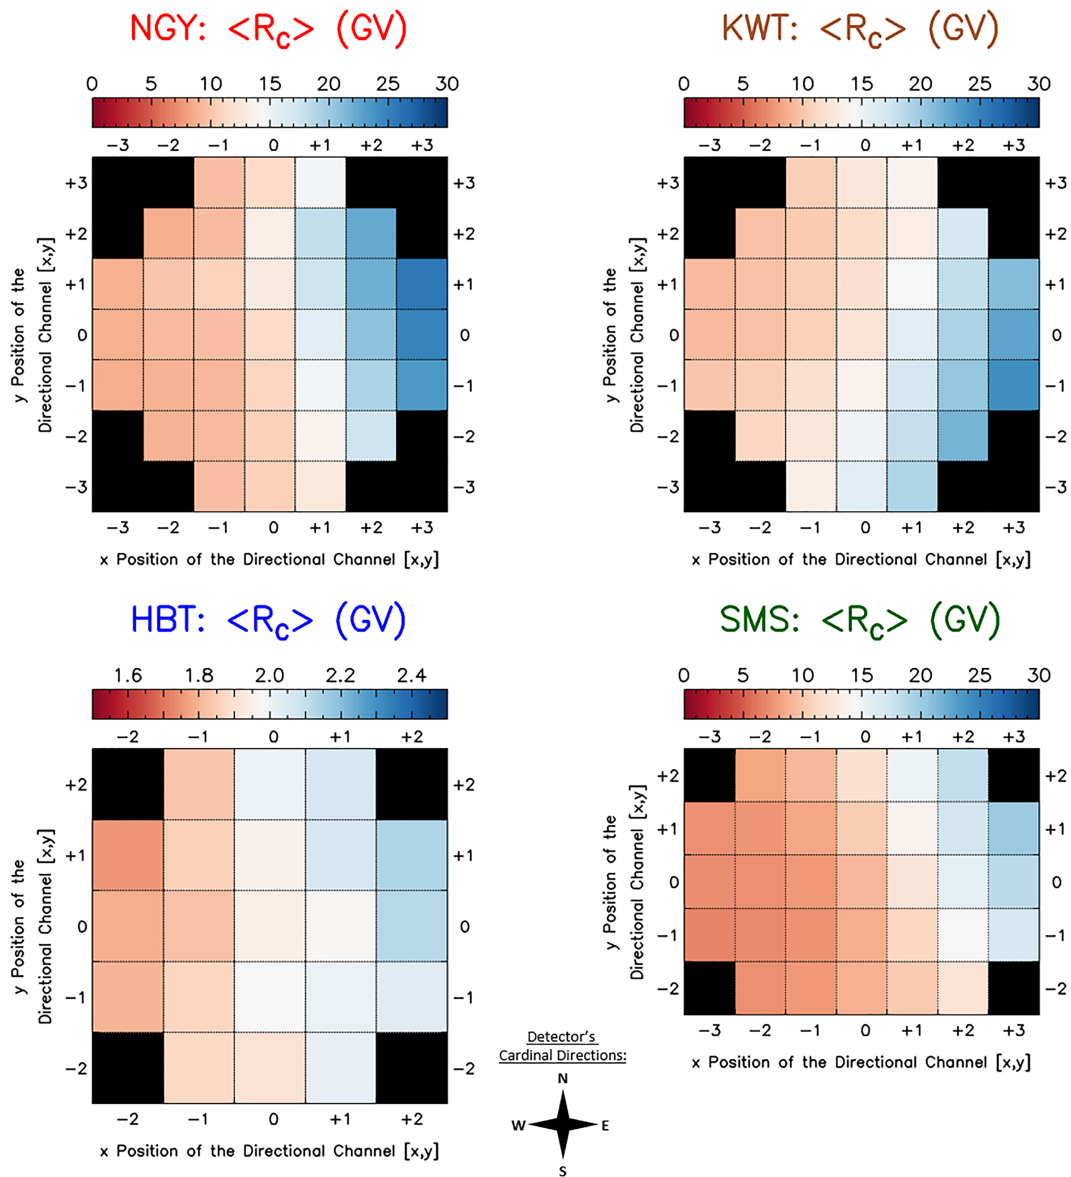 NGY: <R_C> (GV)
0 5 10 15 20 25 30
−3 −2 −1 0 +1 +2 +3
+3 +3
+2 +2
+1 +1
0 0
−1 −1
−2 −2
−3 −3
y Position of the
Directional Channel [x,y]
−3 −2 −1 0 +1 +2 +3
x Position of the Directional Channel [x,y]
KWT: <R_C> (GV)
0 5 10 15 20 25 30
−3 −2 −1 0 +1 +2 +3
+3 +3
+2 +2
+1 +1
0 0
−1 −1
−2 −2
−3 −3
y Position of the
Directional Channel [x,y]
−3 −2 −1 0 +1 +2 +3
x Position of the Directional Channel [x,y]
HBT: <R_C> (GV)
1.6 1.8 2.0 2.2 2.4
−2 −1 0 +1 +2
+2 +2
+1 +1
0 0
−1 −1
−2 −2
y Position of the
Directional Channel [x,y]
−2 −1 0 +1 +2
x Position of the Directional Channel [x,y]
SMS: <R_C> (GV)
0 5 10 15 20 25 30
−3 −2 −1 0 +1 +2 +3
+2 +2
+1 +1
0 0
−1 −1
−2 −2
y Position of the
Directional Channel [x,y]
−3 −2 −1 0 +1 +2 +3
x Position of the Directional Channel [x,y]
Detector's
Cardinal Directions:
N
W E
S